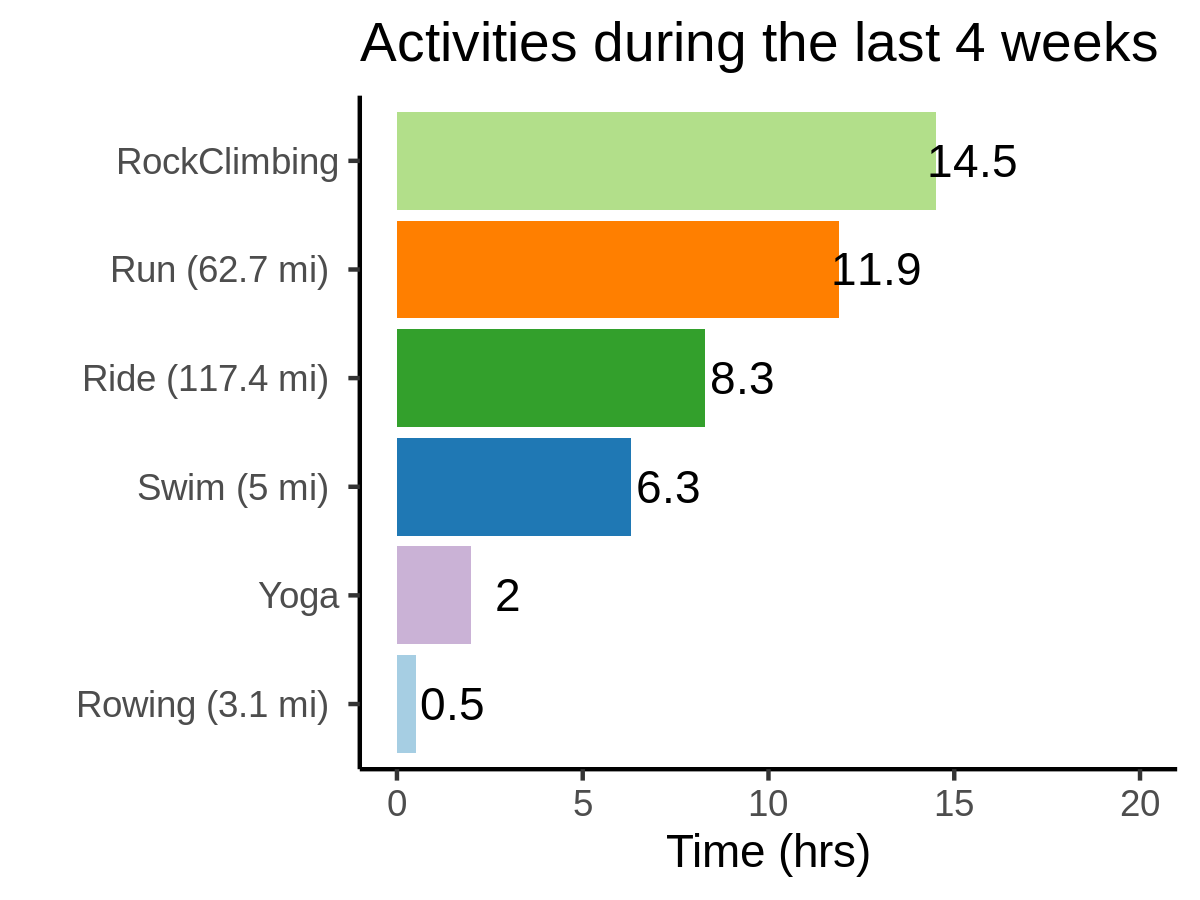 Activities during the last 4 weeks
RockClimbing 14.5
Run (62.7 mi) 11.9
Ride (117.4 mi) 8.3
Swim (5 mi) 6.3
Yoga 2
Rowing (3.1 mi) 0.5
0 5 10 15 20
Time (hrs)